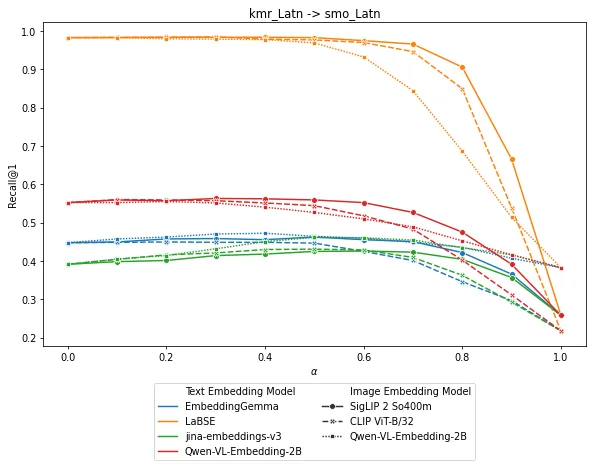 kmr_Latn -> smo_Latn
Recall@1
1.0
0.9
0.8
0.7
0.6
0.5
0.4
0.3
0.2
0.0 0.2 0.4 0.6 0.8 1.0
α
Text Embedding Model Image Embedding Model
EmbeddingGemma SigLIP 2 So400m
LaBSE CLIP ViT-B/32
jina-embeddings-v3 Qwen-VL-Embedding-2B
Qwen-VL-Embedding-2B